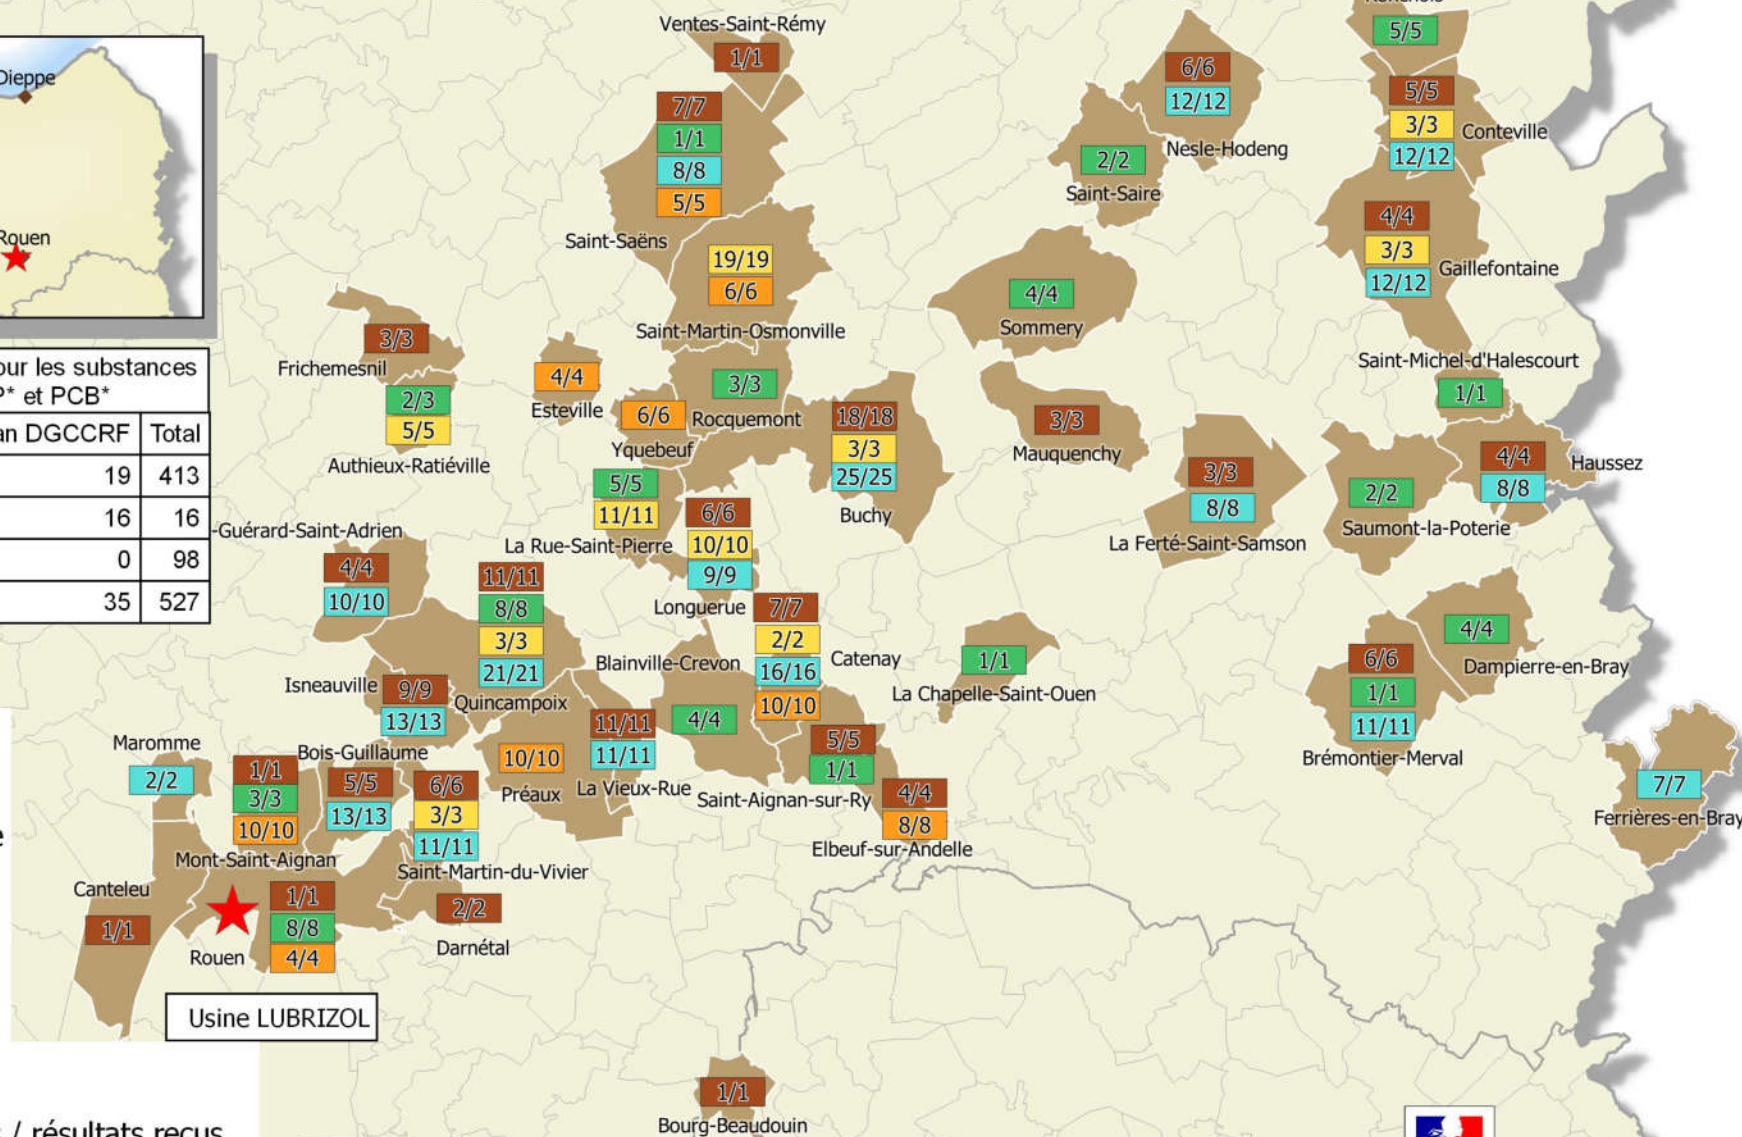 Ventes-Saint-Rémy
1/1
5/5
Dieppe
6/6
12/12
Nesle-Hodeng
7/7
1/1
8/8
5/5
Saint-Saëns
5/5
3/3
12/12
Conteville
2/2
Saint-Saire
Rouen
19/19
6/6
Saint-Martin-Osmonville
4/4
3/3
12/12
Gaillefontaine
4/4
Sommery
3/3
Frichemesnil
4/4
Esteville
3/3
Rocquemont
Saint-Michel-d'Halescourt
1/1
our les substances
P* et PCB*
an DGCCRF Total
19 413
16 16
0 98
35 527
2/3
5/5
Authieux-Ratiéville
6/6
Yquebeuf
18/18
3/3
25/25
Buchy
3/3
Mauquenchy
3/3
8/8
La Ferté-Saint-Samson
2/2
Saumont-la-Poterie
4/4
8/8
Haussez
5/5
11/11
La Rue-Saint-Pierre
6/6
10/10
9/9
Longuerue
-Guérard-Saint-Adrien
4/4
10/10
11/11
8/8
3/3
21/21
Quincampoix
7/7
2/2
16/16
10/10
Catenay
Blainville-Crevon
4/4
1/1
La Chapelle-Saint-Ouen
4/4
Dampierre-en-Bray
6/6
1/1
11/11
Brémontier-Merval
Isneauville
9/9
13/13
11/11
11/11
La Vieux-Rue
5/5
1/1
Saint-Aignan-sur-Ry
Maromme
2/2
1/1
3/3
10/10
Mont-Saint-Aignan
Bois-Guillaume
5/5
13/13
6/6
3/3
11/11
Saint-Martin-du-Vivier
10/10
Préaux
4/4
8/8
Elbeuf-sur-Andelle
7/7
Ferrières-en-Bray
Canteleu
1/1
Rouen
1/1
8/8
4/4
2/2
Darnétal
Usine LUBRIZOL
1/1
Bourg-Beaudouin
/ résultats reçus